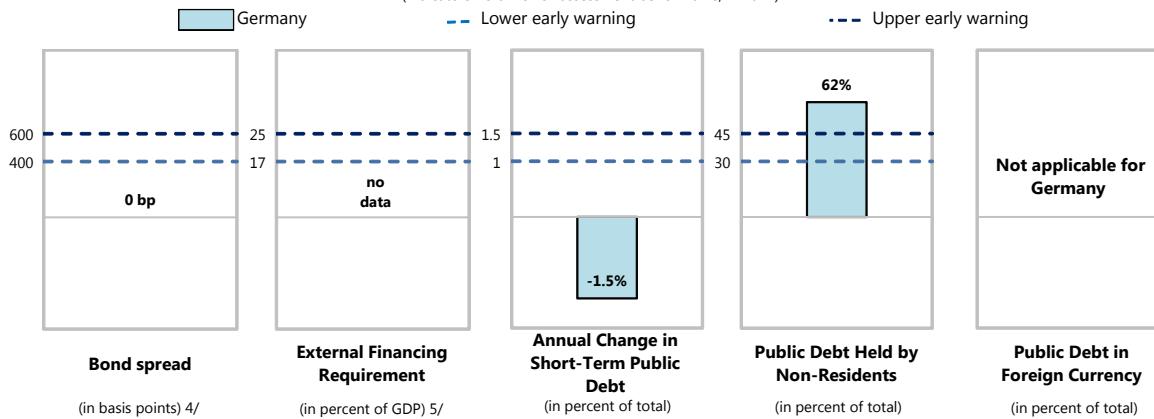 Germany
Lower early warning
Upper early warning
600
400
0 bp
Bond spread
(in basis points) 4/
25
17
no
data
External Financing
Requirement
(in percent of GDP) 5/
1.5
1
-1.5%
Annual Change in
Short-Term Public
Debt
(in percent of total)
45
30
62%
Public Debt Held by
Non-Residents
(in percent of total)
Not applicable for
Germany
Public Debt in
Foreign Currency
(in percent of total)